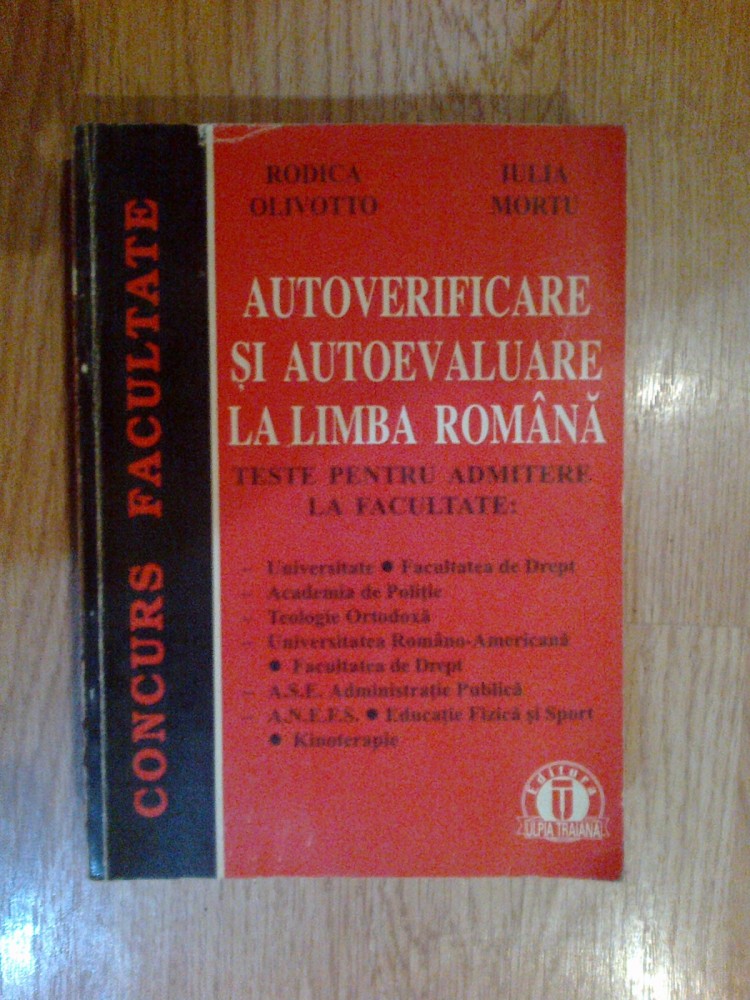 CONCURS FACULTATE
RODICA OLIVOTTO
IULIA MORTU
AUTOVERIFICARE
ȘI AUTOEVALUARE
LA LIMBA ROMÂNĂ
TESTE PENTRU ADMITERE
LA FACULTATE:
- Universitate ● Facultatea de Drept
- Academia de Poliție
- Teologie Ortodoxă
- Universitatea Româno-Americană
● Facultatea de Drept
- A.S.E. Administrație Publică
- A.N.E.F.S. ● Educație Fizică și Sport
● Kinoterapie
Editura
ULPIA TRAIANA